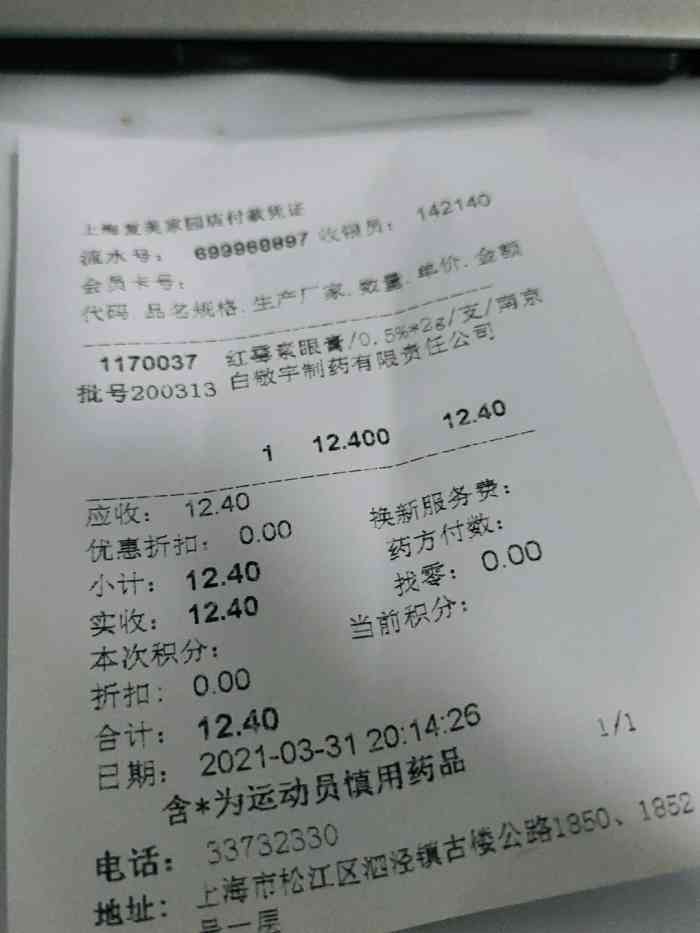 上海复美家园店付款凭证
流水号： 699980897 收银员： 142140
会员卡号：
代码 品名规格.生产厂家.数量.单价.金额
1170037 红霉素眼膏/0.5%*2g/支/南京
批号200313 白敬宇制药有限责任公司
1 12.400 12.40
应收： 12.40 换新服务费：
优惠折扣： 0.00 药方付数：
小计： 12.40 找零： 0.00
实收： 12.40 当前积分：
本次积分：
折扣： 0.00
合计： 12.40
日期： 2021-03-31 20:14:26 1/1
含*为运动员慎用药品
电话： 33732330
地址： 上海市松江区泗泾镇古楼公路1850、1852
号一层